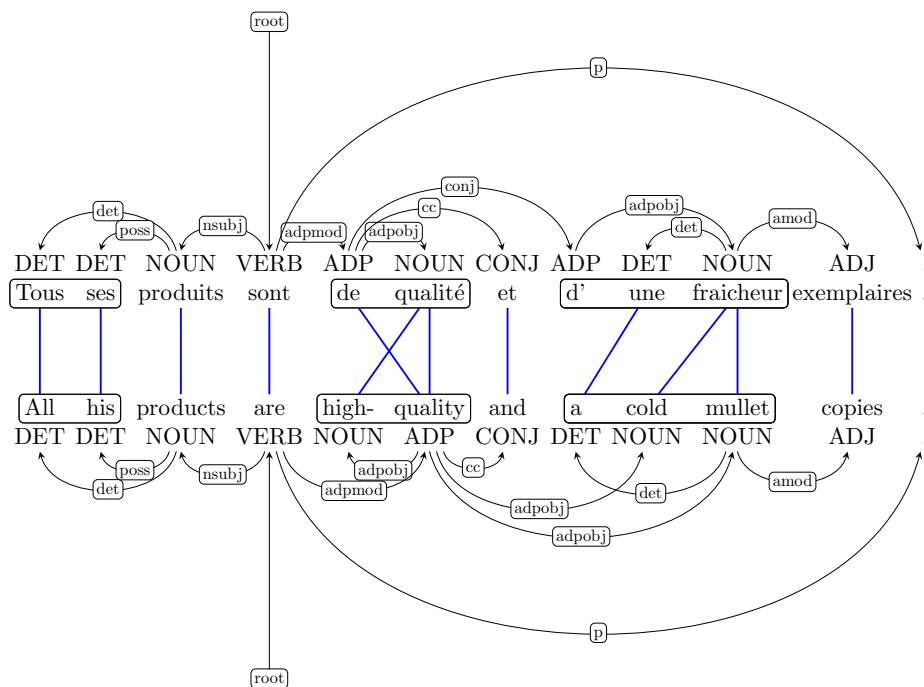 root
p
conj
det cc adpobj
poss nsubj adpmod adpobj det amod
DET DET NOUN VERB ADP NOUN CONJ ADP DET NOUN ADJ
Tous ses produits sont de qualité et d' une fraicheur exemplaires
All his products are high- quality and a cold mullet copies
DET DET NOUN VERB NOUN ADP CONJ DET NOUN NOUN ADJ
poss nsubj adpobj cc
det adpmod adpobj det amod
adpobj
p
root